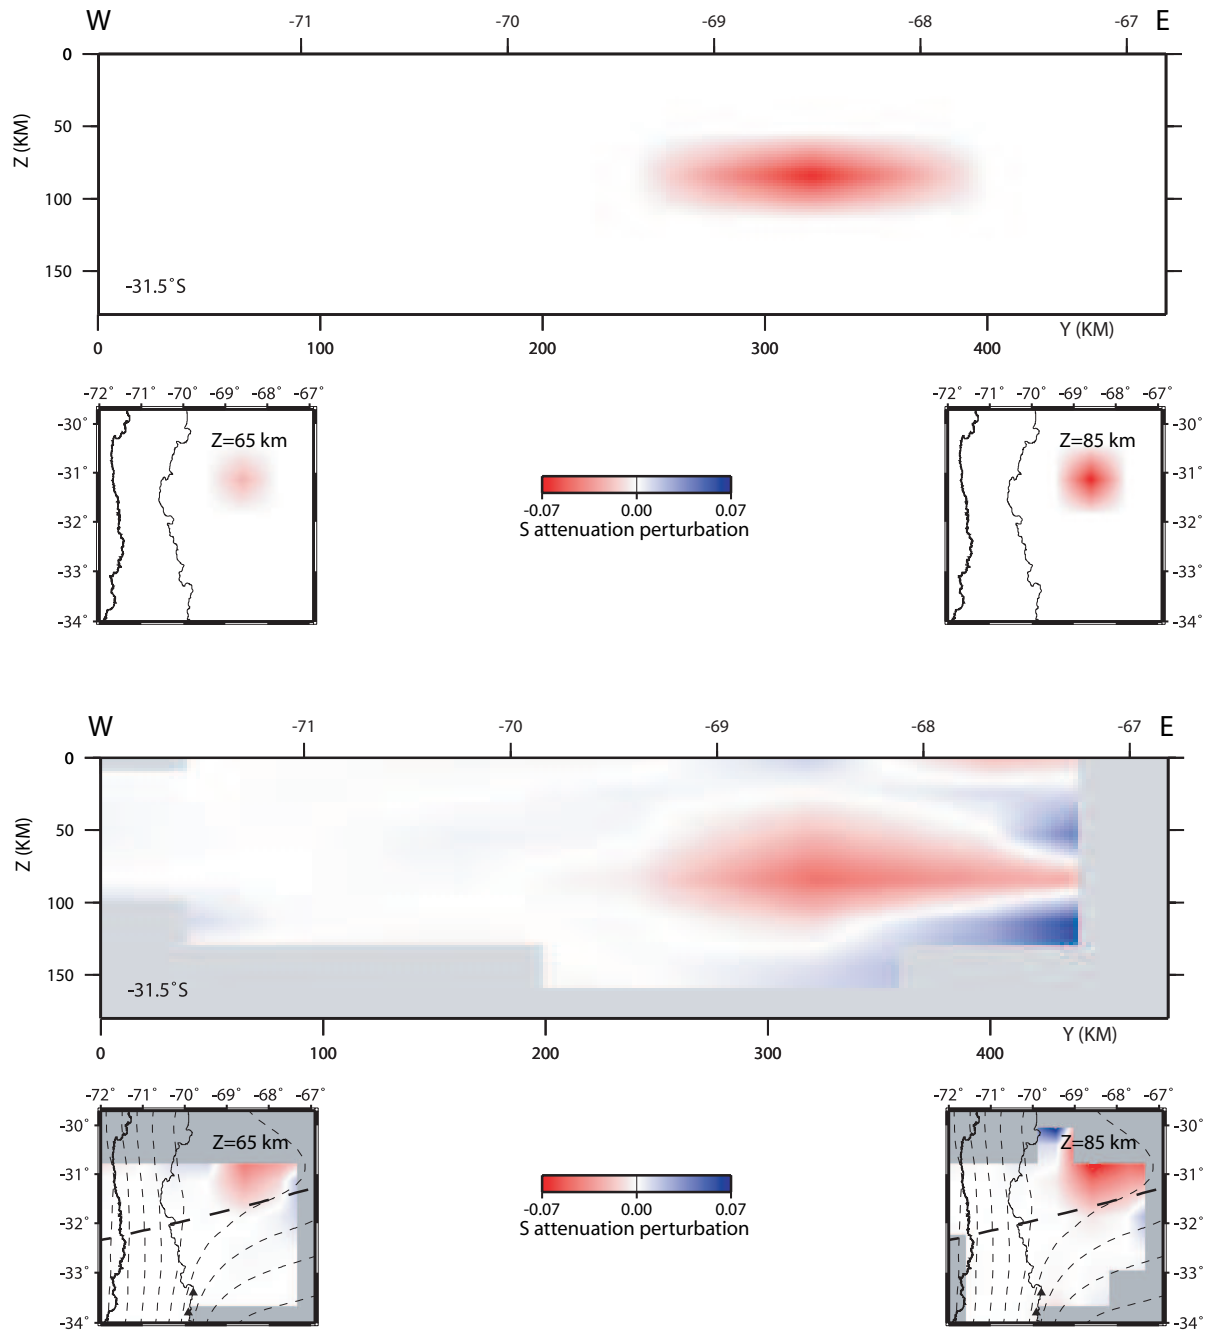 W -71 -70 -69 -68 -67 E
0
50
100
150
Z (KM)
-31.5˚S
Y (KM)
0 100 200 300 400
-72˚ -71˚ -70˚ -69˚ -68˚ -67˚
-30˚
-31˚
-32˚
-33˚
-34˚
Z=65 km
-0.07 0.00 0.07
S attenuation perturbation
-72˚ -71˚ -70˚ -69˚ -68˚ -67˚
Z=85 km
-30˚
-31˚
-32˚
-33˚
-34˚
W -71 -70 -69 -68 -67 E
0
50
100
150
Z (KM)
-31.5˚S
Y (KM)
0 100 200 300 400
-72˚ -71˚ -70˚ -69˚ -68˚ -67˚
-30˚
-31˚
-32˚
-33˚
-34˚
Z=65 km
-0.07 0.00 0.07
S attenuation perturbation
-72˚ -71˚ -70˚ -69˚ -68˚ -67˚
Z=85 km
-30˚
-31˚
-32˚
-33˚
-34˚